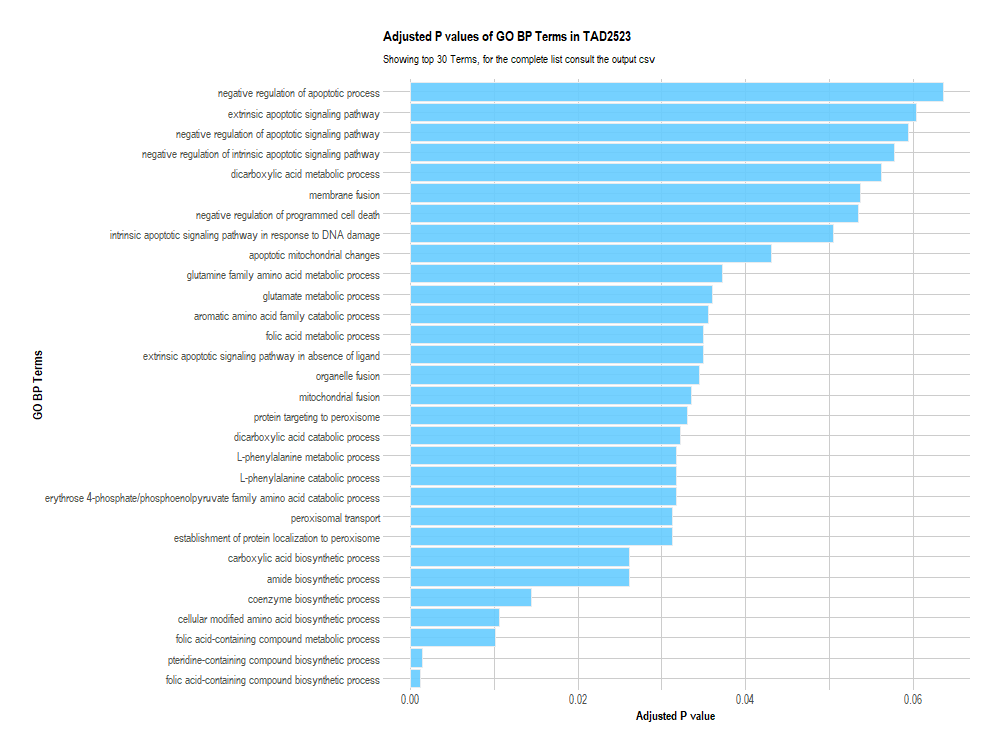 Adjusted P values of GO BP Terms in TAD2523
Showing top 30 Terms, for the complete list consult the output csv
negative regulation of apoptotic process
extrinsic apoptotic signaling pathway
negative regulation of apoptotic signaling pathway
negative regulation of intrinsic apoptotic signaling pathway
dicarboxylic acid metabolic process
membrane fusion
negative regulation of programmed cell death
intrinsic apoptotic signaling pathway in response to DNA damage
apoptotic mitochondrial changes
glutamine family amino acid metabolic process
glutamate metabolic process
aromatic amino acid family catabolic process
folic acid metabolic process
extrinsic apoptotic signaling pathway in absence of ligand
organelle fusion
mitochondrial fusion
protein targeting to peroxisome
dicarboxylic acid catabolic process
L-phenylalanine metabolic process
L-phenylalanine catabolic process
erythrose 4-phosphate/phosphoenolpyruvate family amino acid catabolic process
peroxisomal transport
establishment of protein localization to peroxisome
carboxylic acid biosynthetic process
amide biosynthetic process
coenzyme biosynthetic process
cellular modified amino acid biosynthetic process
folic acid-containing compound metabolic process
pteridine-containing compound biosynthetic process
folic acid-containing compound biosynthetic process
GO BP Terms
0.00 0.02 0.04 0.06
Adjusted P value